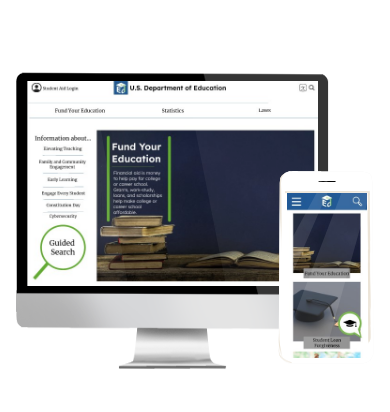 Student Aid Login
U.S. Department of Education
Fund Your Education
Statistics
Laws
Information about...
Elevating Teaching
Family and Community
Engagement
Early Learning
Engage Every Student
Constitution Day
Cybersecurity
Guided
Search
Fund Your
Education
Financial aid is money
to help pay for college
or career school.
Grants, work-study,
loans, and scholarships
help make college or
career school
affordable.
Fund Your Education
Student Loan
Forgiveness